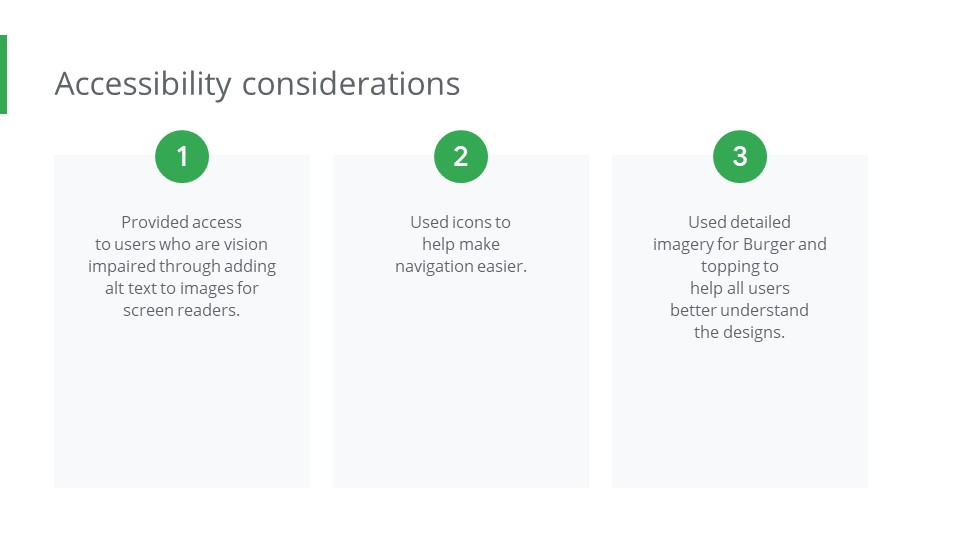 Accessibility considerations
1
Provided access
to users who are vision
impaired through adding
alt text to images for
screen readers.
2
Used icons to
help make
navigation easier.
3
Used detailed
imagery for Burger and
topping to
help all users
better understand
the designs.